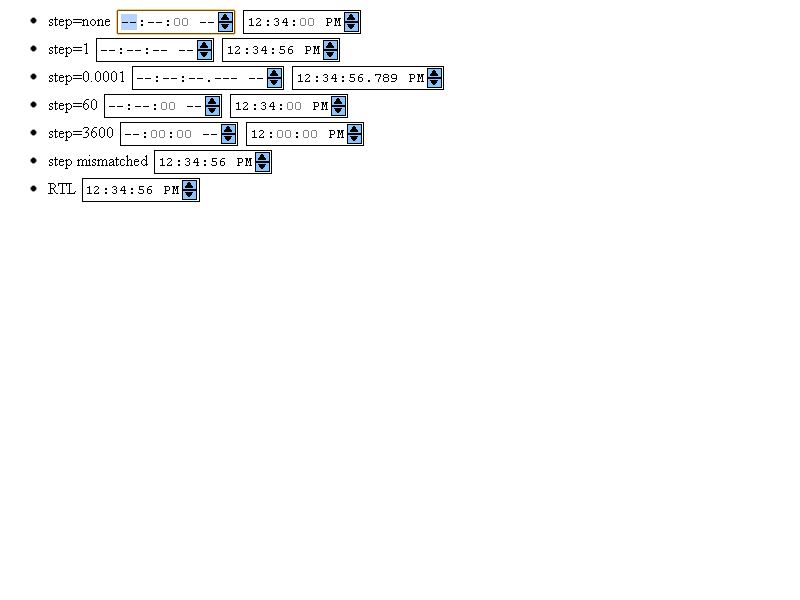 step=none --:--:00 -- 12:34:00 PM
step=1 --:--:-- -- 12:34:56 PM
step=0.0001 --:--:--.--- -- 12:34:56.789 PM
step=60 --:--:00 -- 12:34:00 PM
step=3600 --:00:00 -- 12:00:00 PM
step mismatched 12:34:56 PM
RTL 12:34:56 PM